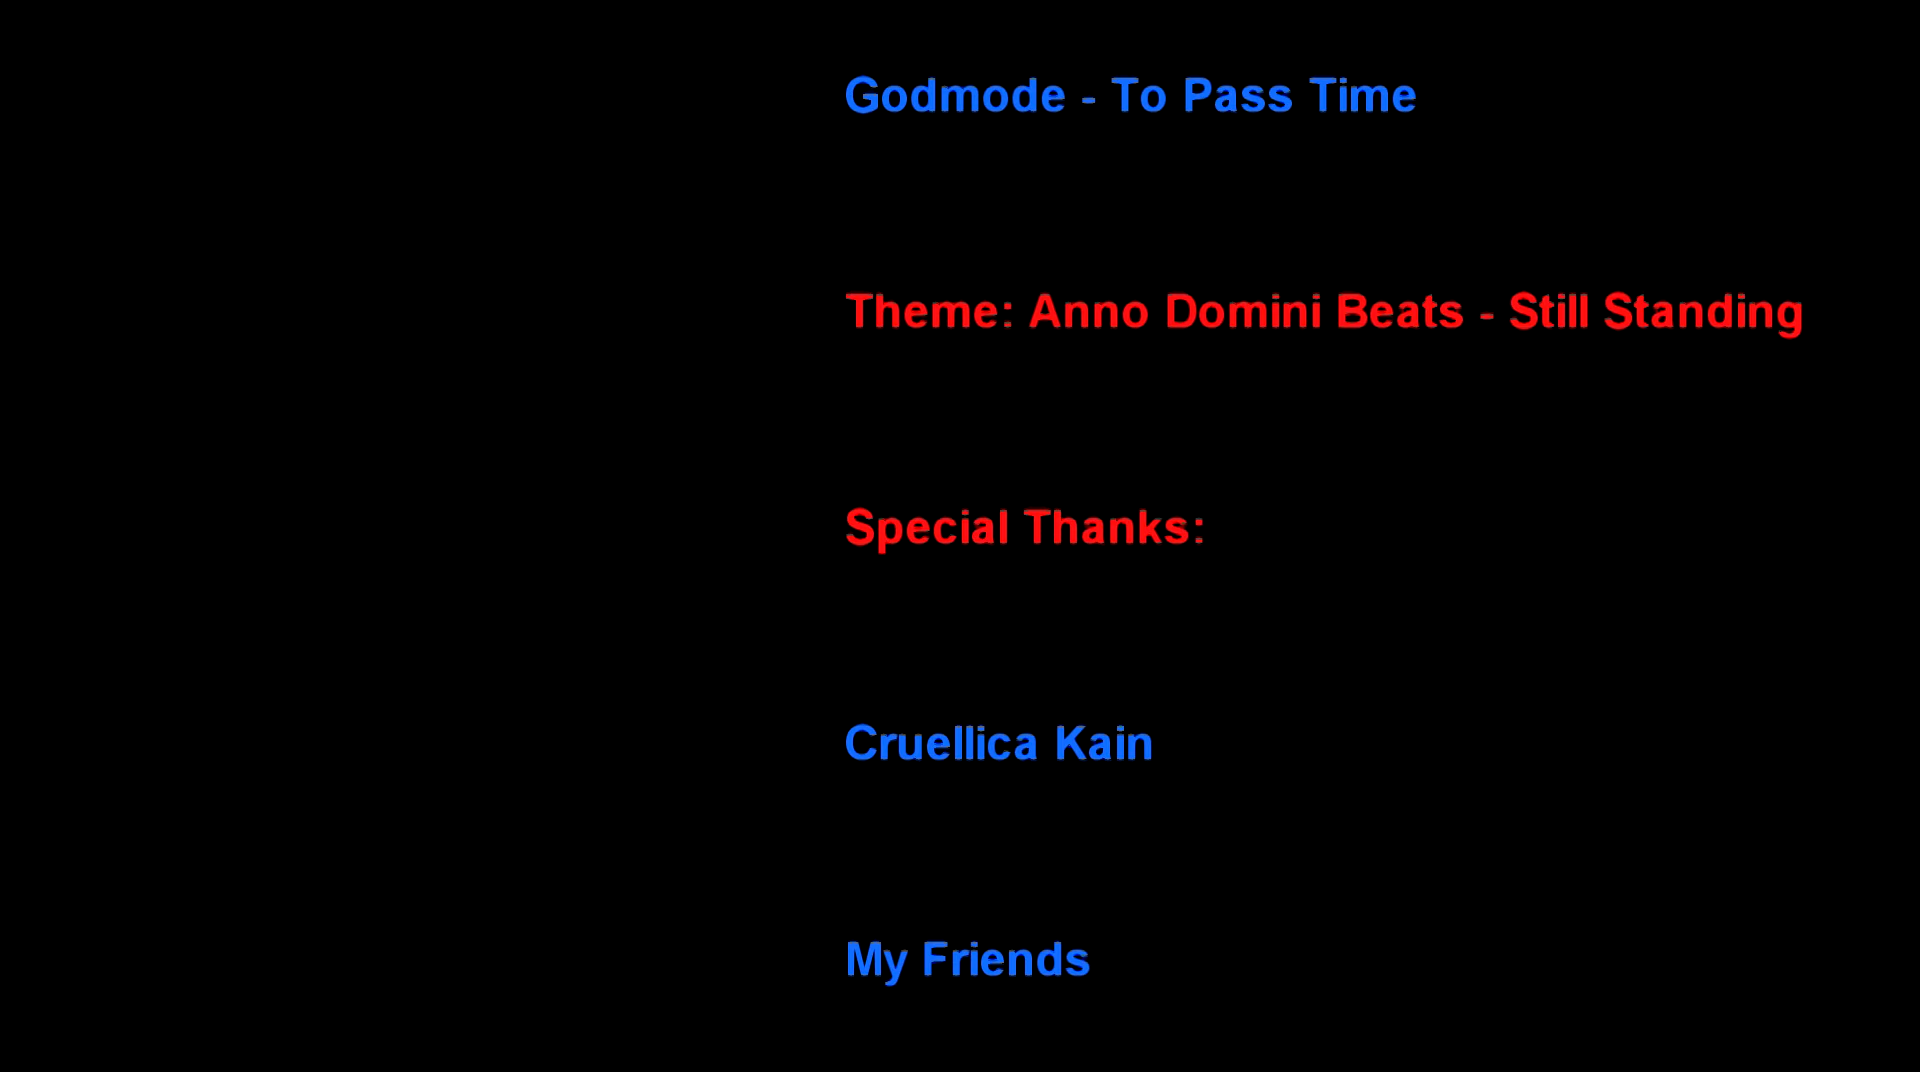 Godmode - To Pass Time
Theme: Anno Domini Beats - Still Standing
Special Thanks:
Cruellica Kain
My Friends